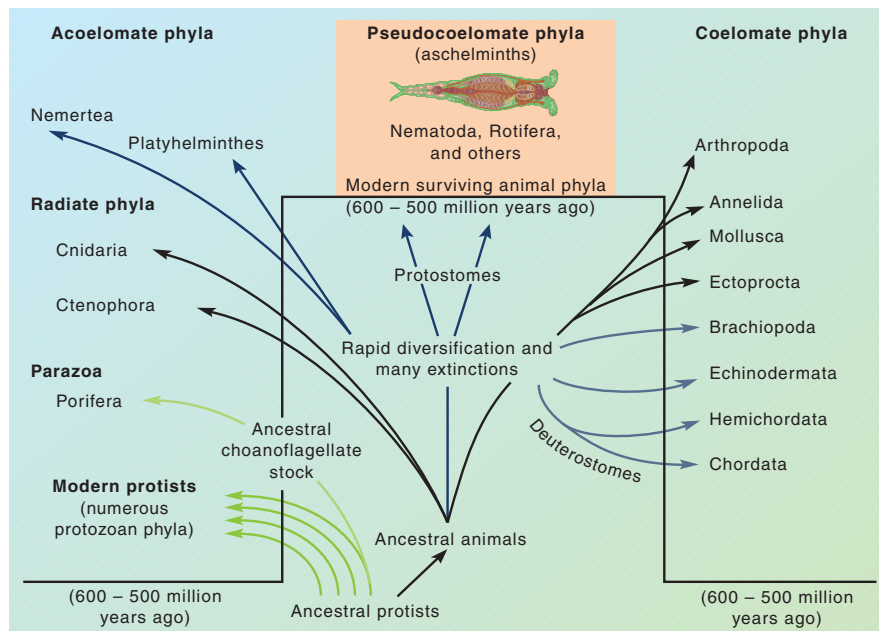 Acoelomate phyla
Pseudocoelomate phyla
(aschelminths)
Coelomate phyla
Nemertea
Platyhelminthes
Nematoda, Rotifera,
and others
Arthropoda
Modern surviving animal phyla
(600 – 500 million years ago)
Radiate phyla
Annelida
Cnidaria
Mollusca
Protostomes
Ectoprocta
Ctenophora
Brachiopoda
Rapid diversification and
many extinctions
Parazoa
Echinodermata
Porifera
Hemichordata
Ancestral
choanoflagellate
stock
Deuterostomes
Chordata
Modern protists
(numerous
protozoan phyla)
Ancestral animals
(600 – 500 million
years ago)
Ancestral protists
(600 – 500 million
years ago)